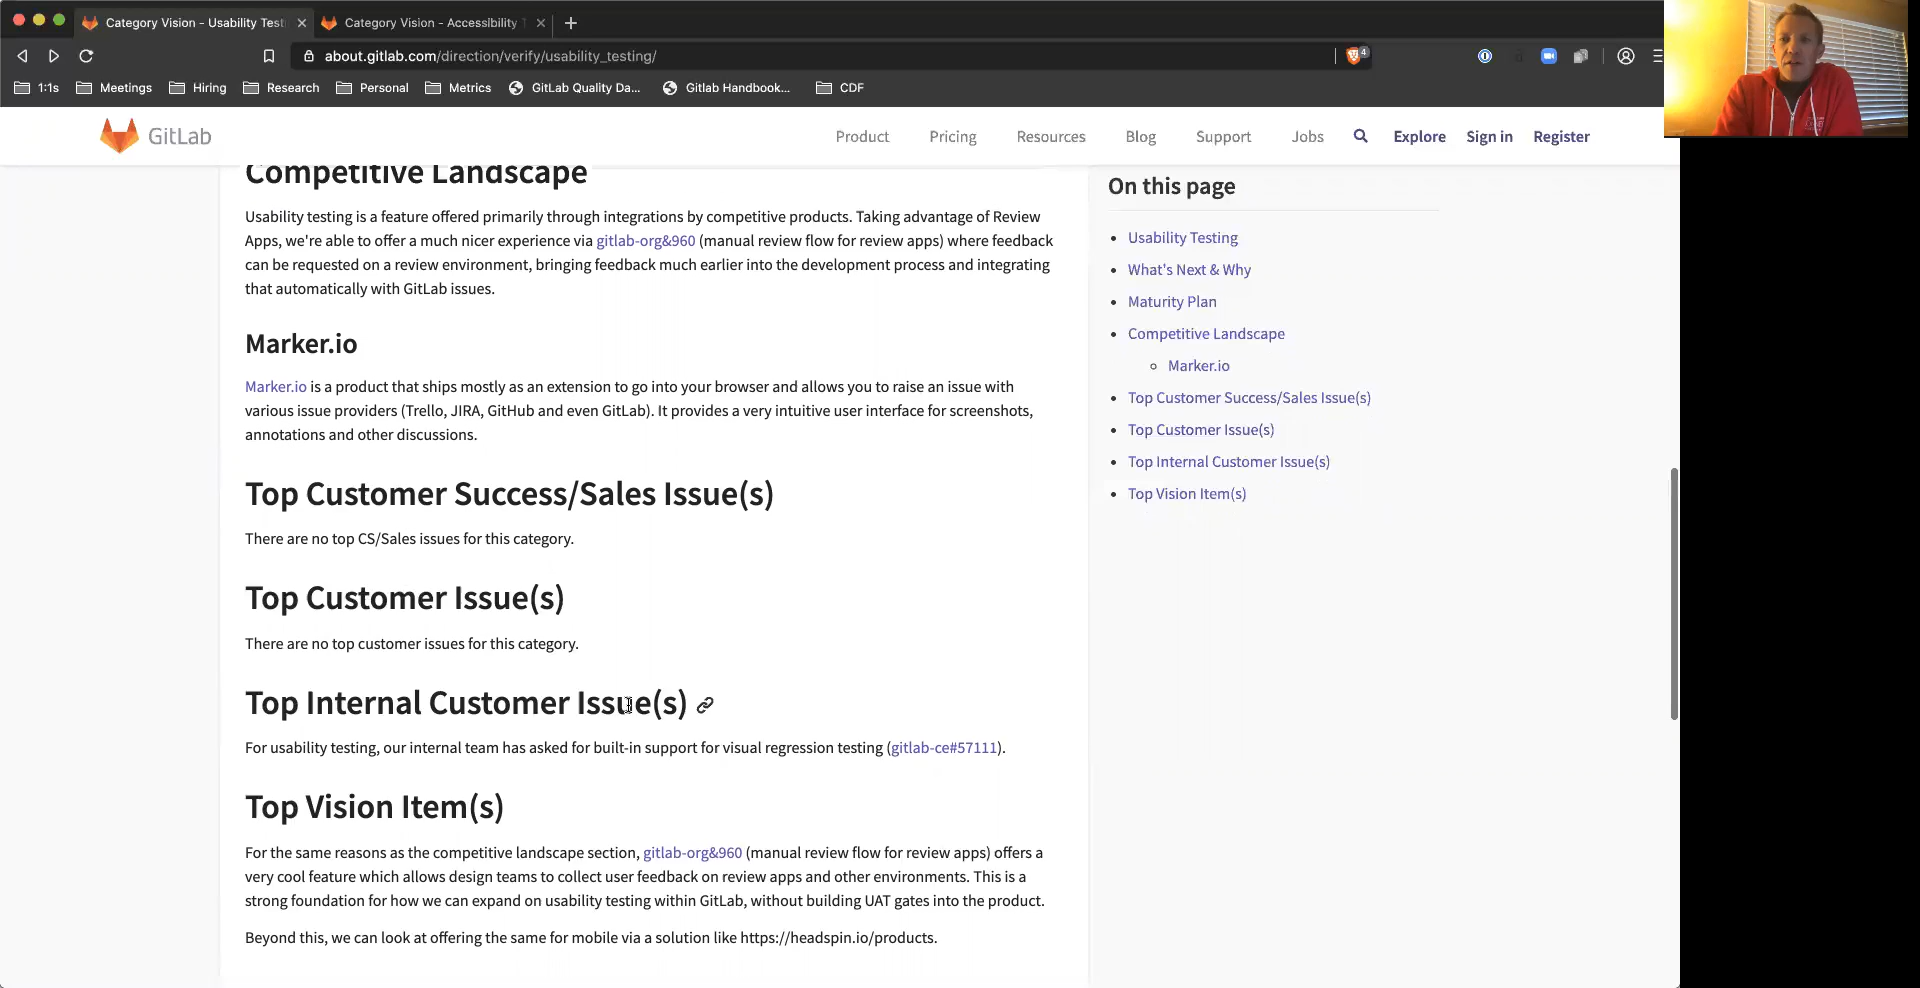 Category Vision - Usability Testi
Category Vision - Accessibility T
about.gitlab.com/direction/verify/usability_testing/
4
1:1s
Meetings
Hiring
Research
Personal
Metrics
GitLab Quality Da...
Gitlab Handbook...
CDF
GitLab
Product
Pricing
Resources
Blog
Support
Jobs
Explore
Sign in
Register
Competitive Landscape
Usability testing is a feature offered primarily through integrations by competitive products. Taking advantage of Review
Apps, we're able to offer a much nicer experience via gitlab-org&960 (manual review flow for review apps) where feedback
can be requested on a review environment, bringing feedback much earlier into the development process and integrating
that automatically with GitLab issues.
Marker.io
Marker.io is a product that ships mostly as an extension to go into your browser and allows you to raise an issue with
various issue providers (Trello, JIRA, GitHub and even GitLab). It provides a very intuitive user interface for screenshots,
annotations and other discussions.
Top Customer Success/Sales Issue(s)
There are no top CS/Sales issues for this category.
Top Customer Issue(s)
There are no top customer issues for this category.
Top Internal Customer Issue(s)
For usability testing, our internal team has asked for built-in support for visual regression testing (gitlab-ce#57111).
Top Vision Item(s)
For the same reasons as the competitive landscape section, gitlab-org&960 (manual review flow for review apps) offers a
very cool feature which allows design teams to collect user feedback on review apps and other environments. This is a
strong foundation for how we can expand on usability testing within GitLab, without building UAT gates into the product.
Beyond this, we can look at offering the same for mobile via a solution like https://headspin.io/products.
On this page
Usability Testing
What's Next & Why
Maturity Plan
Competitive Landscape
Marker.io
Top Customer Success/Sales Issue(s)
Top Customer Issue(s)
Top Internal Customer Issue(s)
Top Vision Item(s)